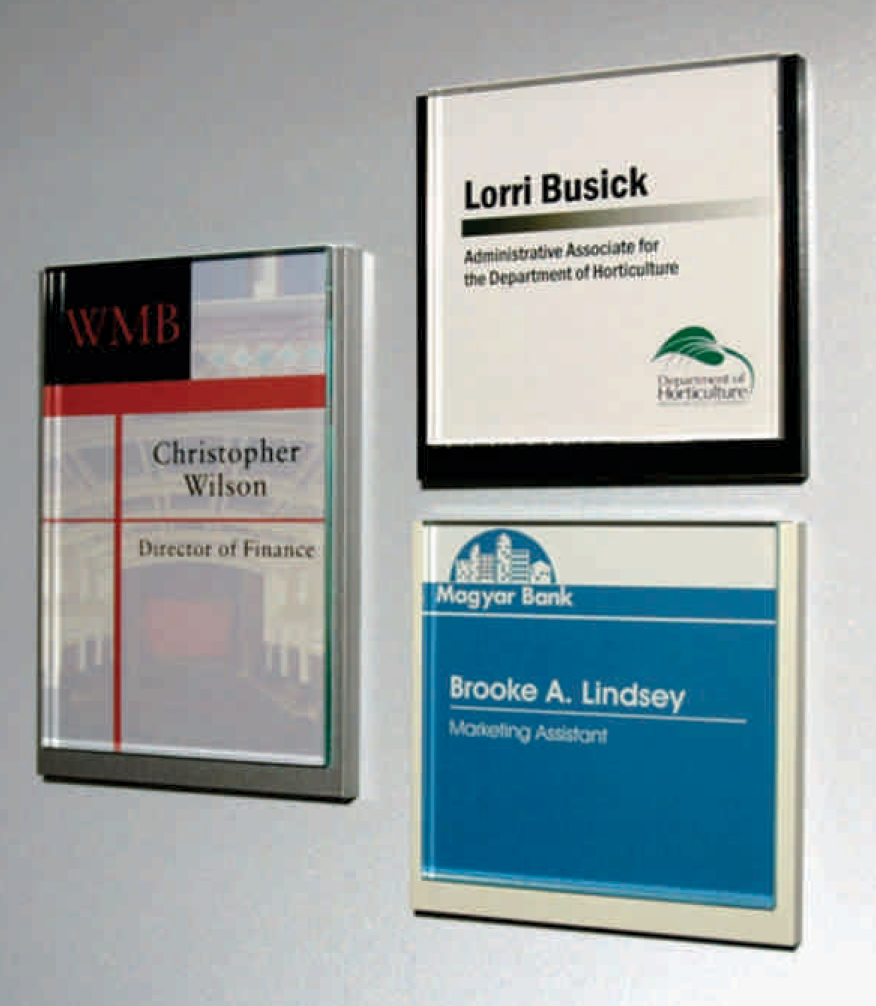 WMB
Christopher
Wilson
Director of Finance
Lorri Busick
Administrative Associate for
the Department of Horticulture
Department of
Horticulture
Magyar Bank
Brooke A. Lindsey
Marketing Assistant